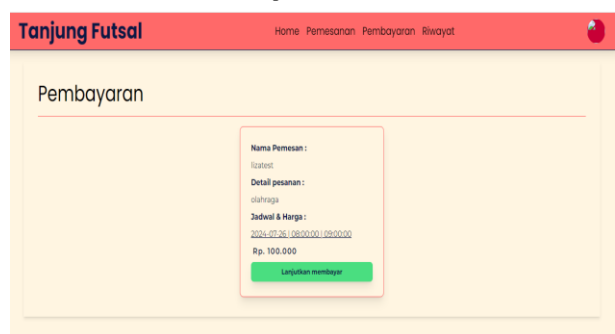 Tanjung Futsal
Home Pemesanan Pembayaran Riwayat
Pembayaran
Nama Pemesan :
lizatest
Detail pesanan :
olahraga
Jadwal & Harga :
2024-07-26 | 08:00:00 | 09:00:00
Rp. 100.000
Lanjutkan membayar